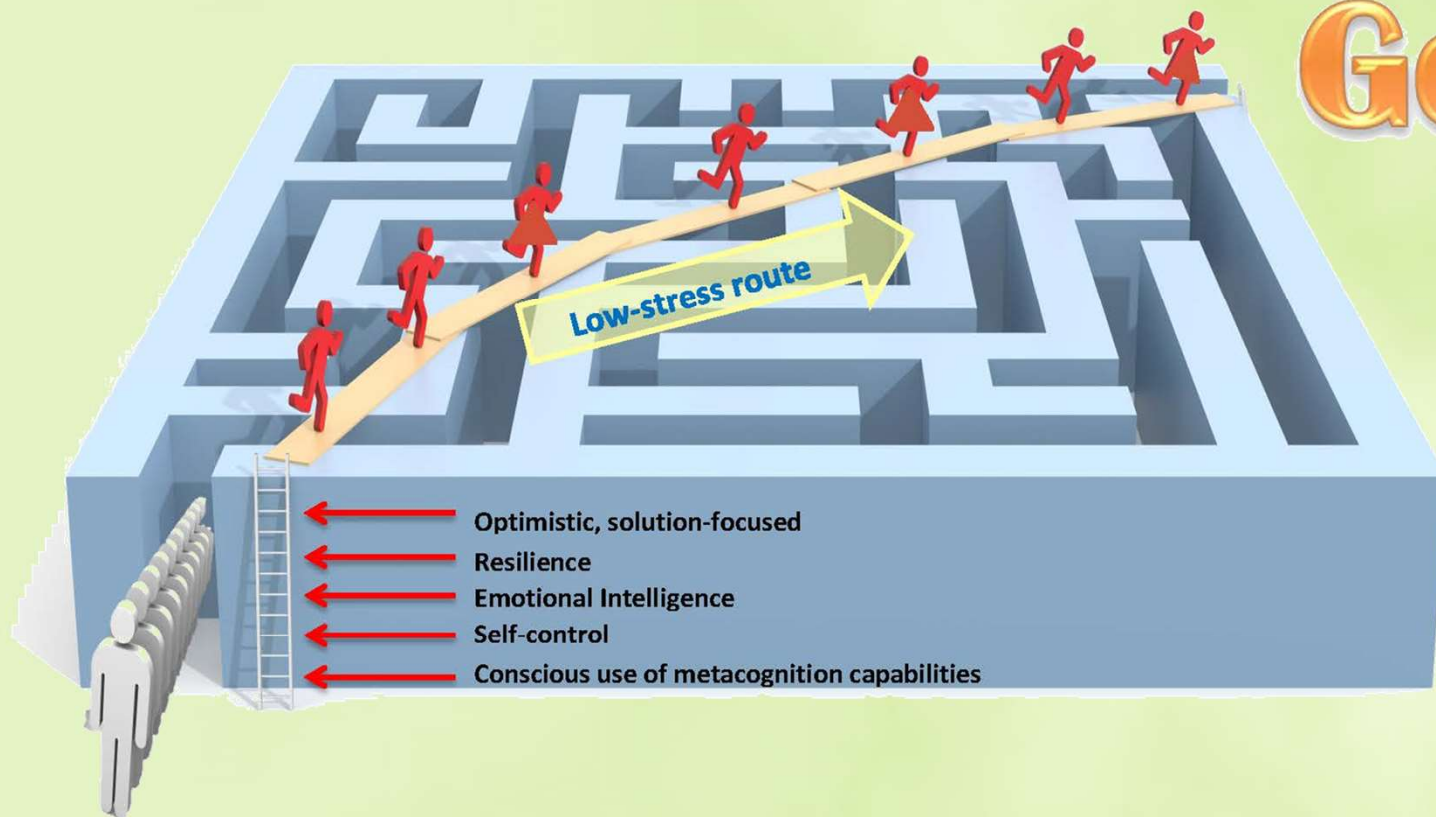 Low-stress route
Optimistic, solution-focused
Resilience
Emotional Intelligence
Self-control
Conscious use of metacognition capabilities